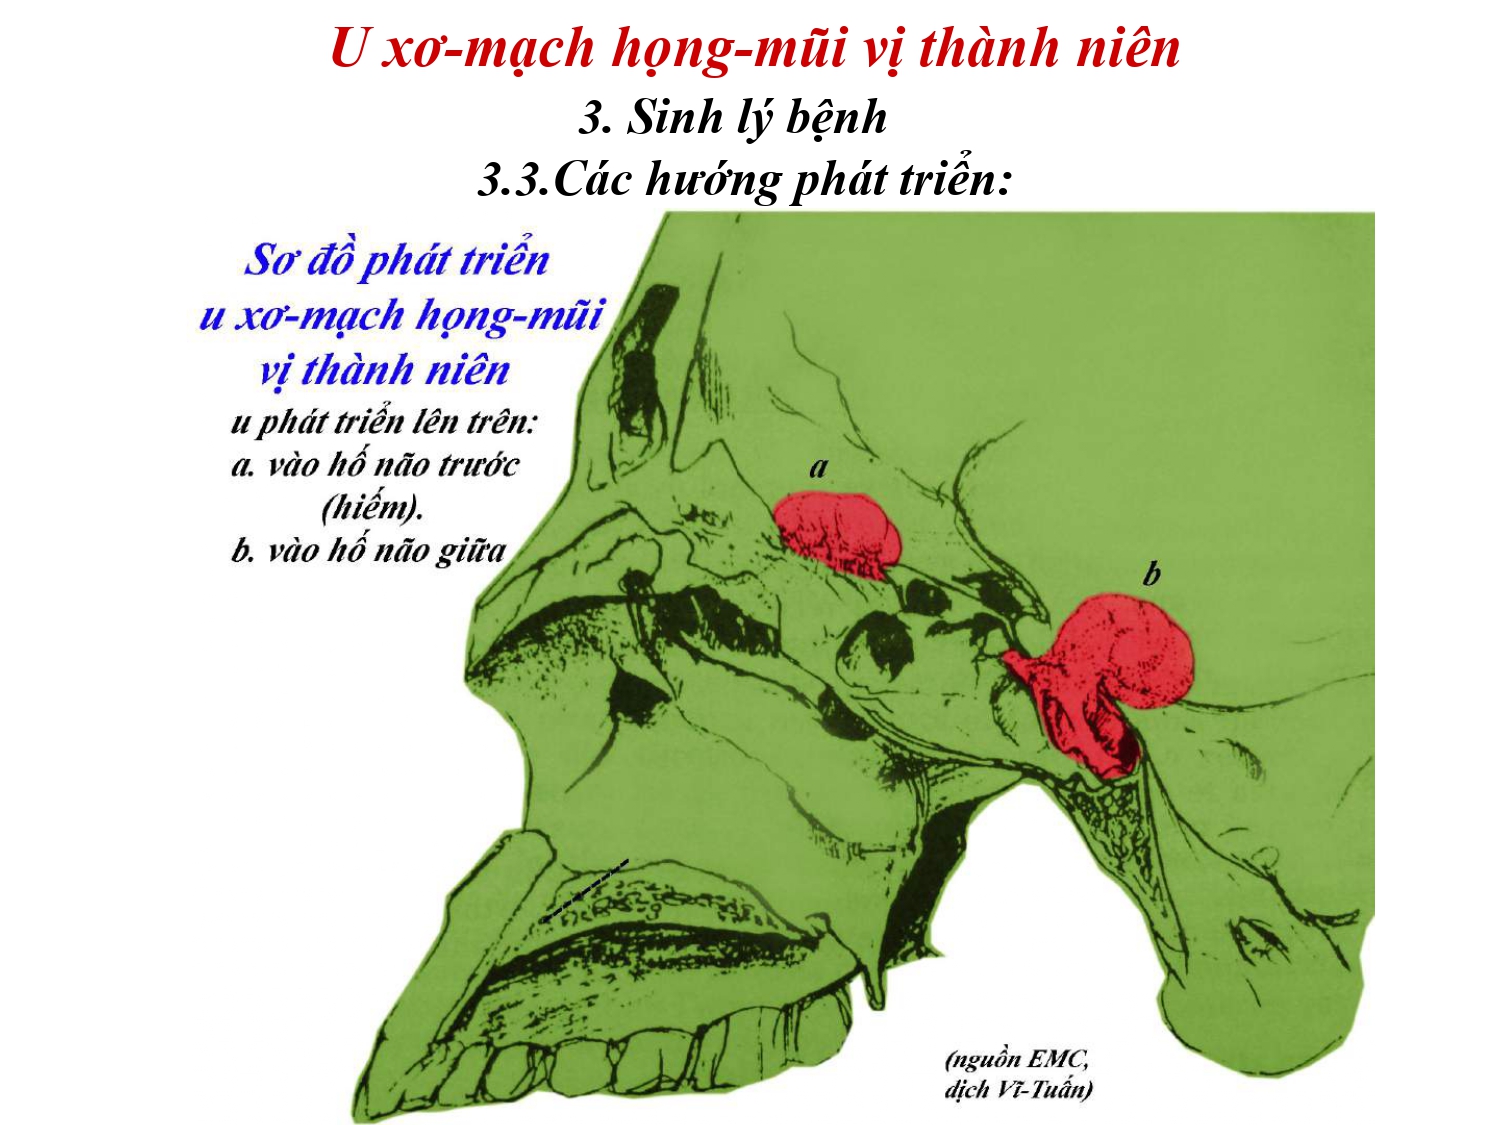 U xơ-mạch họng-mũi vị thành niên
3. Sinh lý bệnh
3.3.Các hướng phát triển:
Sơ đồ phát triển
u xơ-mạch họng-mũi
vị thành niên
u phát triển lên trên:
a. vào hố não trước
(hiếm).
b. vào hố não giữa
a
b
(nguồn EMC,
dịch Vĩ-Tuấn)